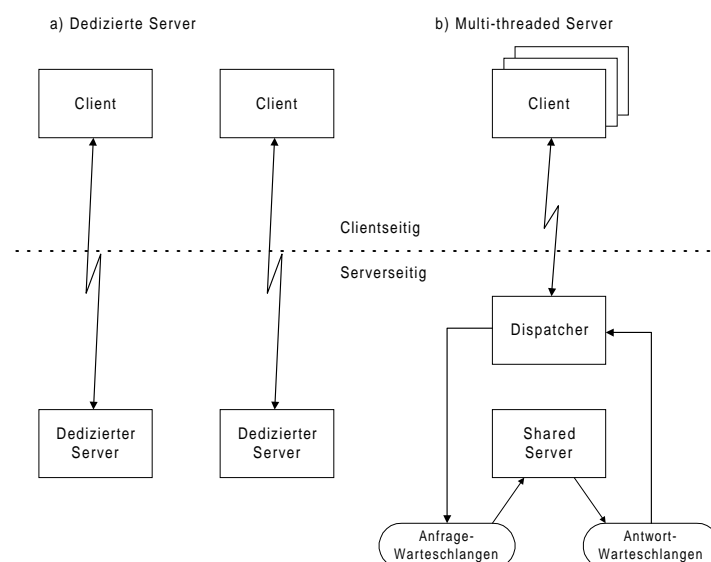 a) Dedizierte Server
b) Multi-threaded Server
Client
Client
Client
Clientseitig
Serverseitig
Dispatcher
Dedizierter
Server
Dedizierter
Server
Shared
Server
Anfrage-
Warteschlangen
Antwort-
Warteschlangen